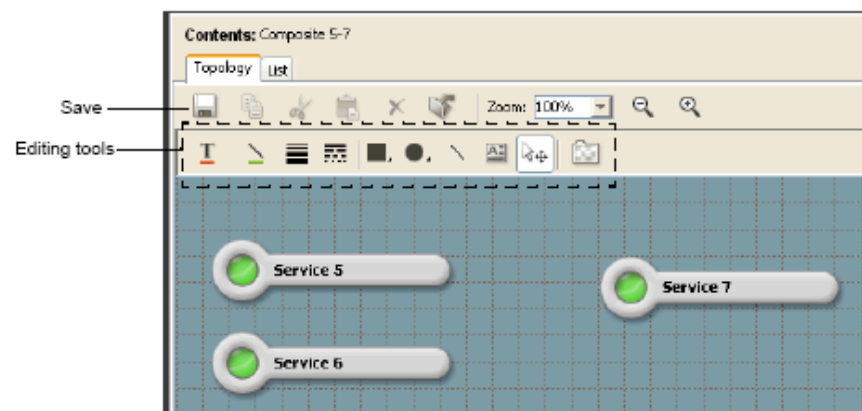 Contents: Composite 5-7
Topology List
Save
Zoom: 100%
Editing tools
T
A
Service 5
Service 7
Service 6